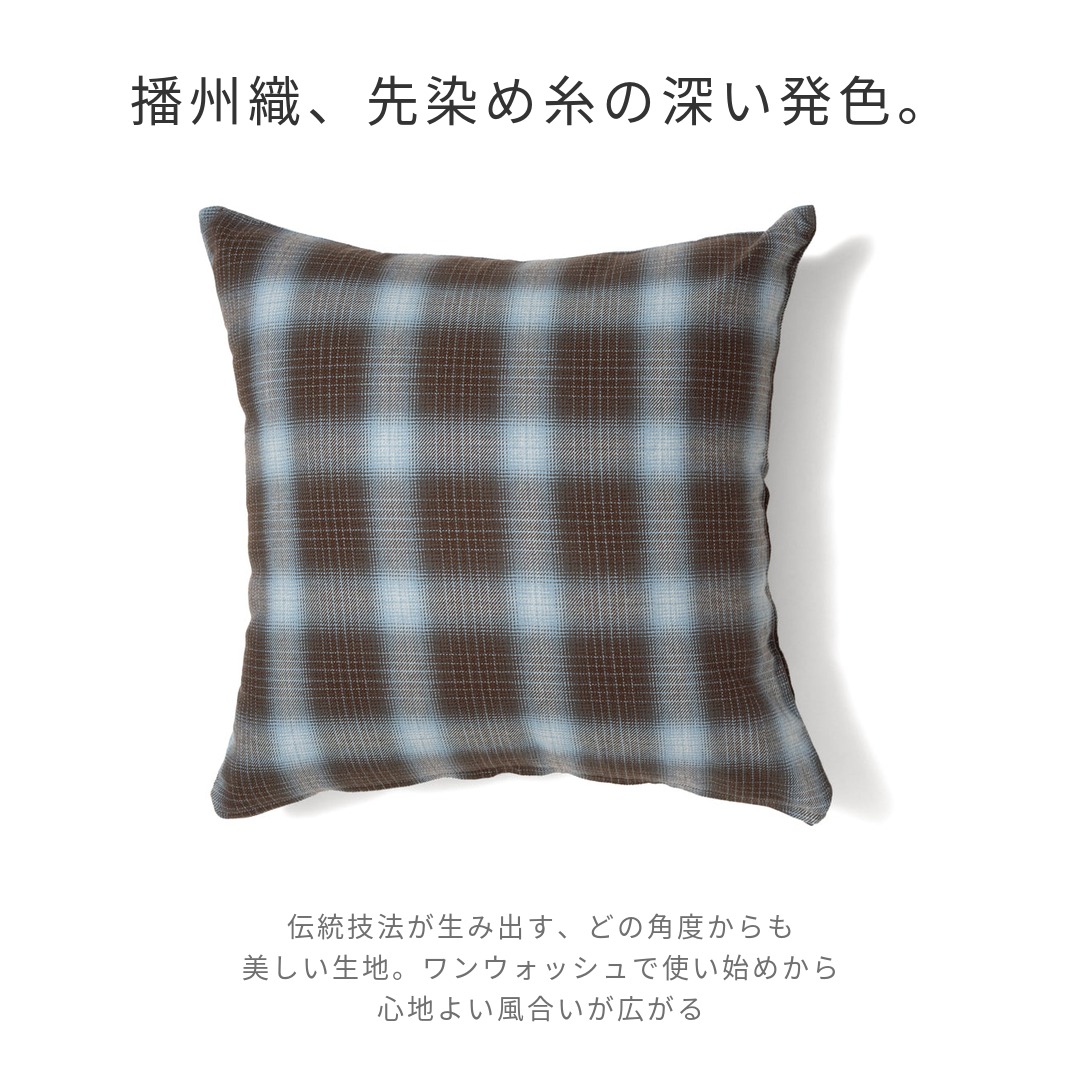 播州織、先染め糸の深い発色。
伝統技法が生み出す、どの角度からも
美しい生地。ワンウォッシュで使い始めから
心地よい風合いが広がる